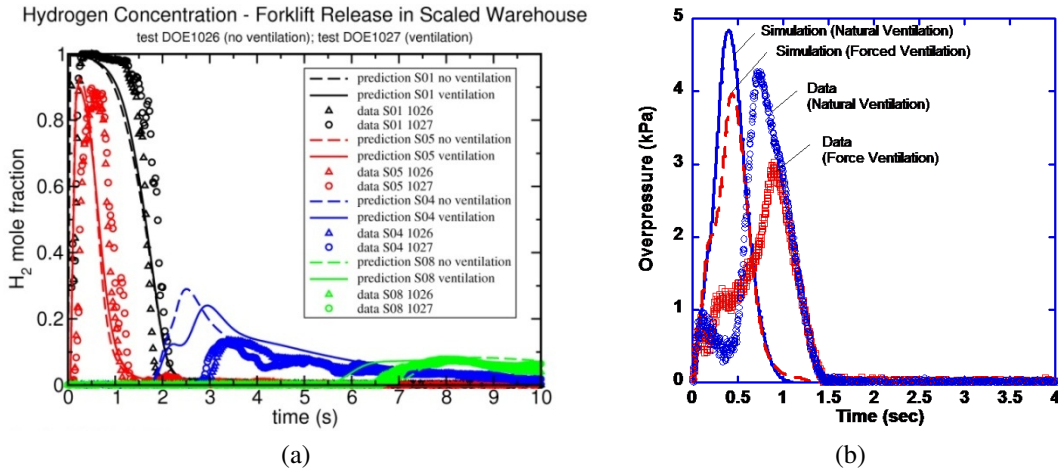 Hydrogen Concentration - Forklift Release in Scaled Warehouse
test DOE1026 (no ventilation); test DOE1027 (ventilation)
H2 mole fraction
1
0.8
0.6
0.4
0.2
0
prediction S01 no ventilation
prediction S01 ventilation
data S01 1026
data S01 1027
prediction S05 no ventilation
prediction S05 ventilation
data S05 1026
data S05 1027
prediction S04 no ventilation
prediction S04 ventilation
data S04 1026
data S04 1027
prediction S08 no ventilation
prediction S08 ventilation
data S08 1026
data S08 1027
0 1 2 3 4 5 6 7 8 9 10
time (s)
(a)
Overpressure (kPa)
5
4
3
2
1
0
Simulation (Natural Ventilation)
Simulation (Forced Ventilation)
Data
(Natural Ventilation)
Data
(Force Ventilation)
0 0.5 1 1.5 2 2.5 3 3.5 4
Time (sec)
(b)